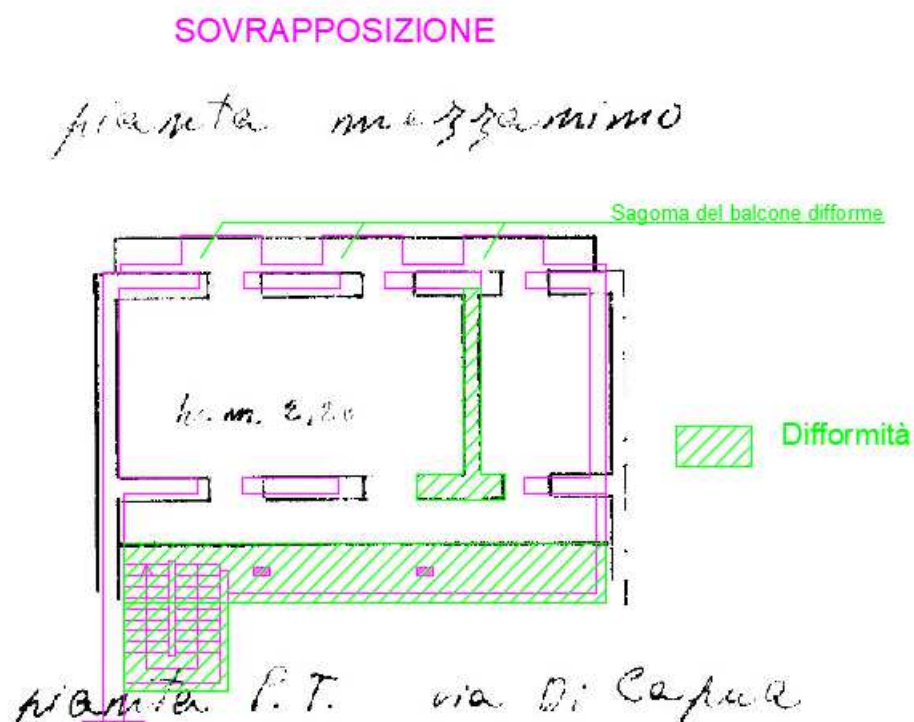 SOVRAPPOSIZIONE
pianta mezzanino
Sagoma del balcone difforme
h. m. 2,20
Difformità
pianta P.T. via Di Capua